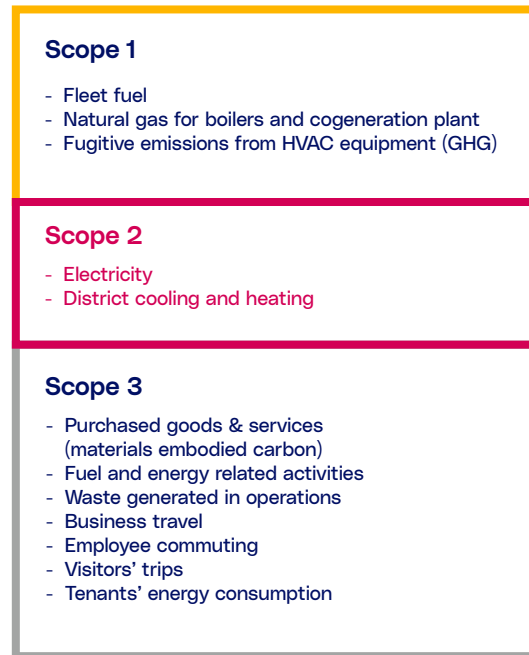 Scope 1
- Fleet fuel
- Natural gas for boilers and cogeneration plant
- Fugitive emissions from HVAC equipment (GHG)
Scope 2
- Electricity
- District cooling and heating
Scope 3
- Purchased goods & services
(materials embodied carbon)
- Fuel and energy related activities
- Waste generated in operations
- Business travel
- Employee commuting
- Visitors’ trips
- Tenants’ energy consumption